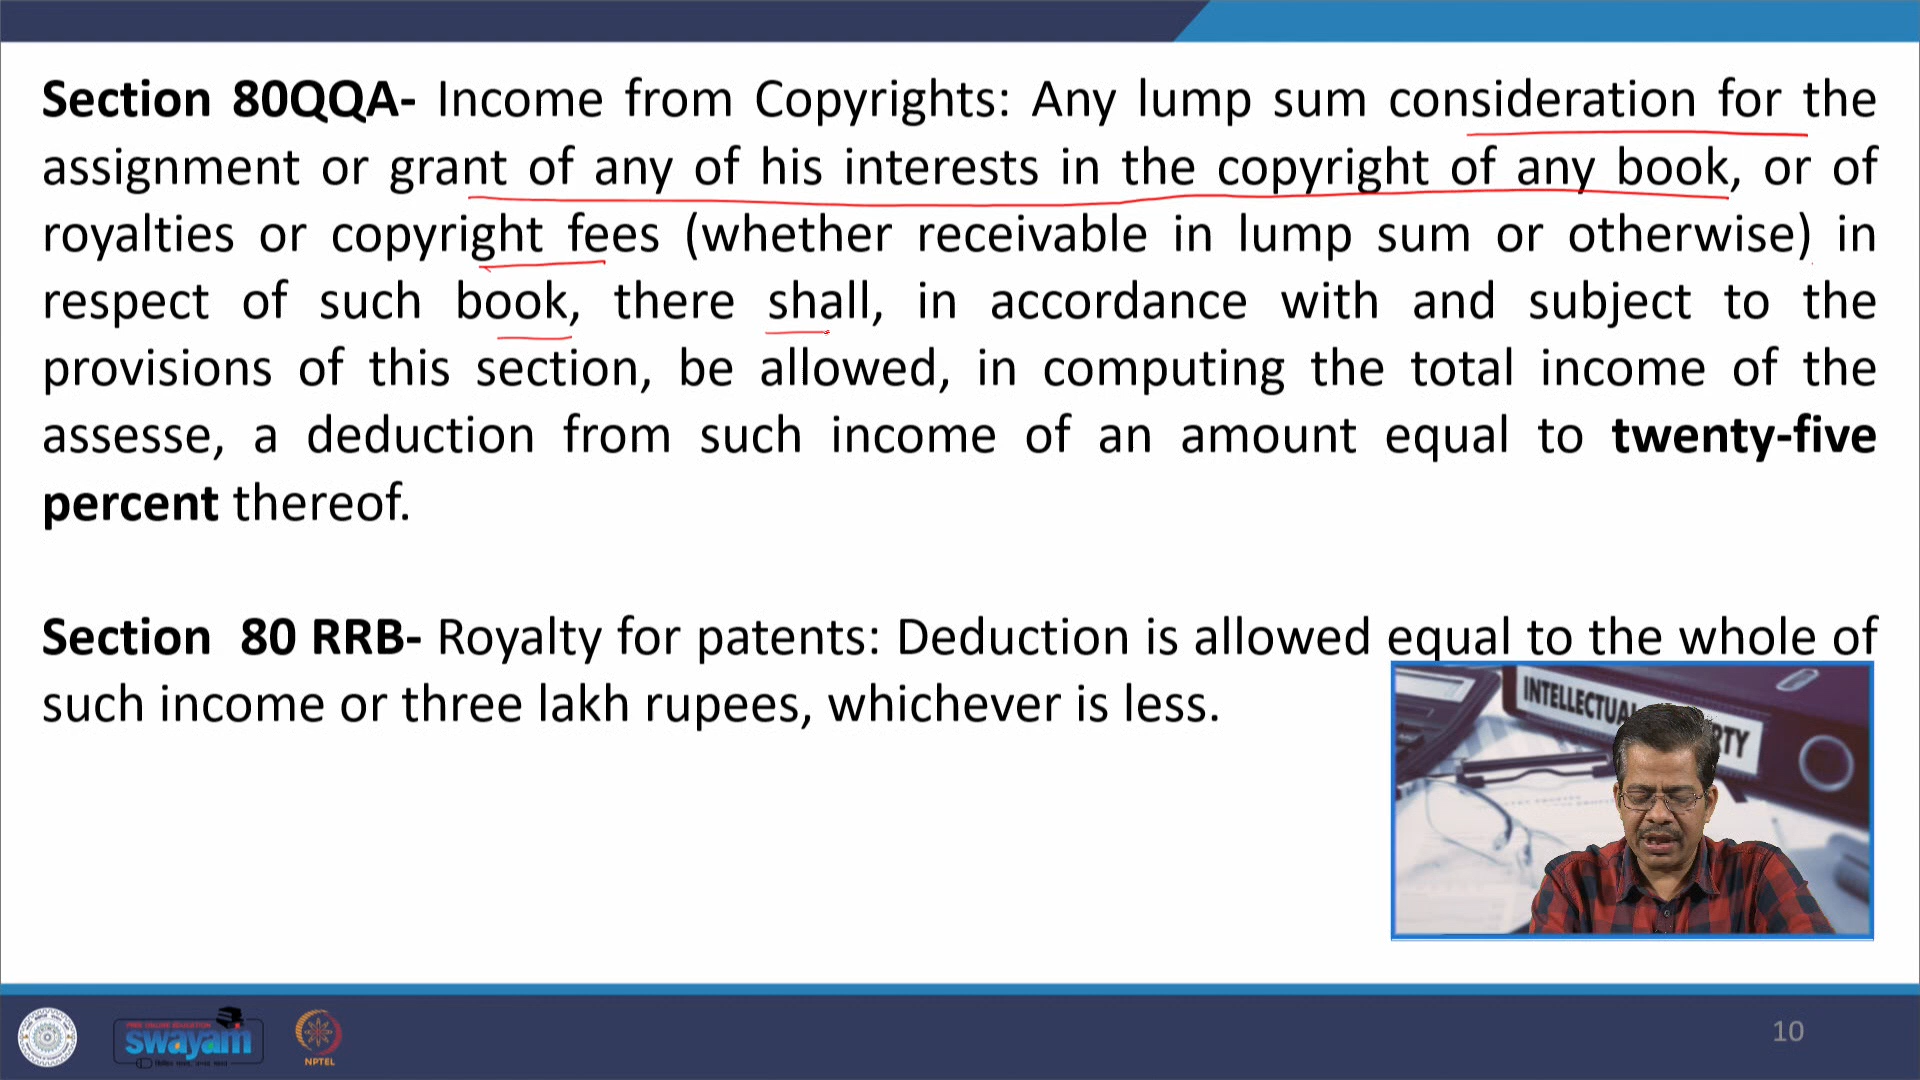 Section 80QQA- Income from Copyrights: Any lump sum consideration for the
assignment or grant of any of his interests in the copyright of any book, or of
royalties or copyright fees (whether receivable in lump sum or otherwise) in
respect of such book, there shall, in accordance with and subject to the
provisions of this section, be allowed, in computing the total income of the
assesse, a deduction from such income of an amount equal to twenty-five
percent thereof.
Section 80 RRB- Royalty for patents: Deduction is allowed equal to the whole of
such income or three lakh rupees, whichever is less.
INTELLECTUAL
RTY
FREE ONLINE EDUCATION
swayam
NPTEL
10